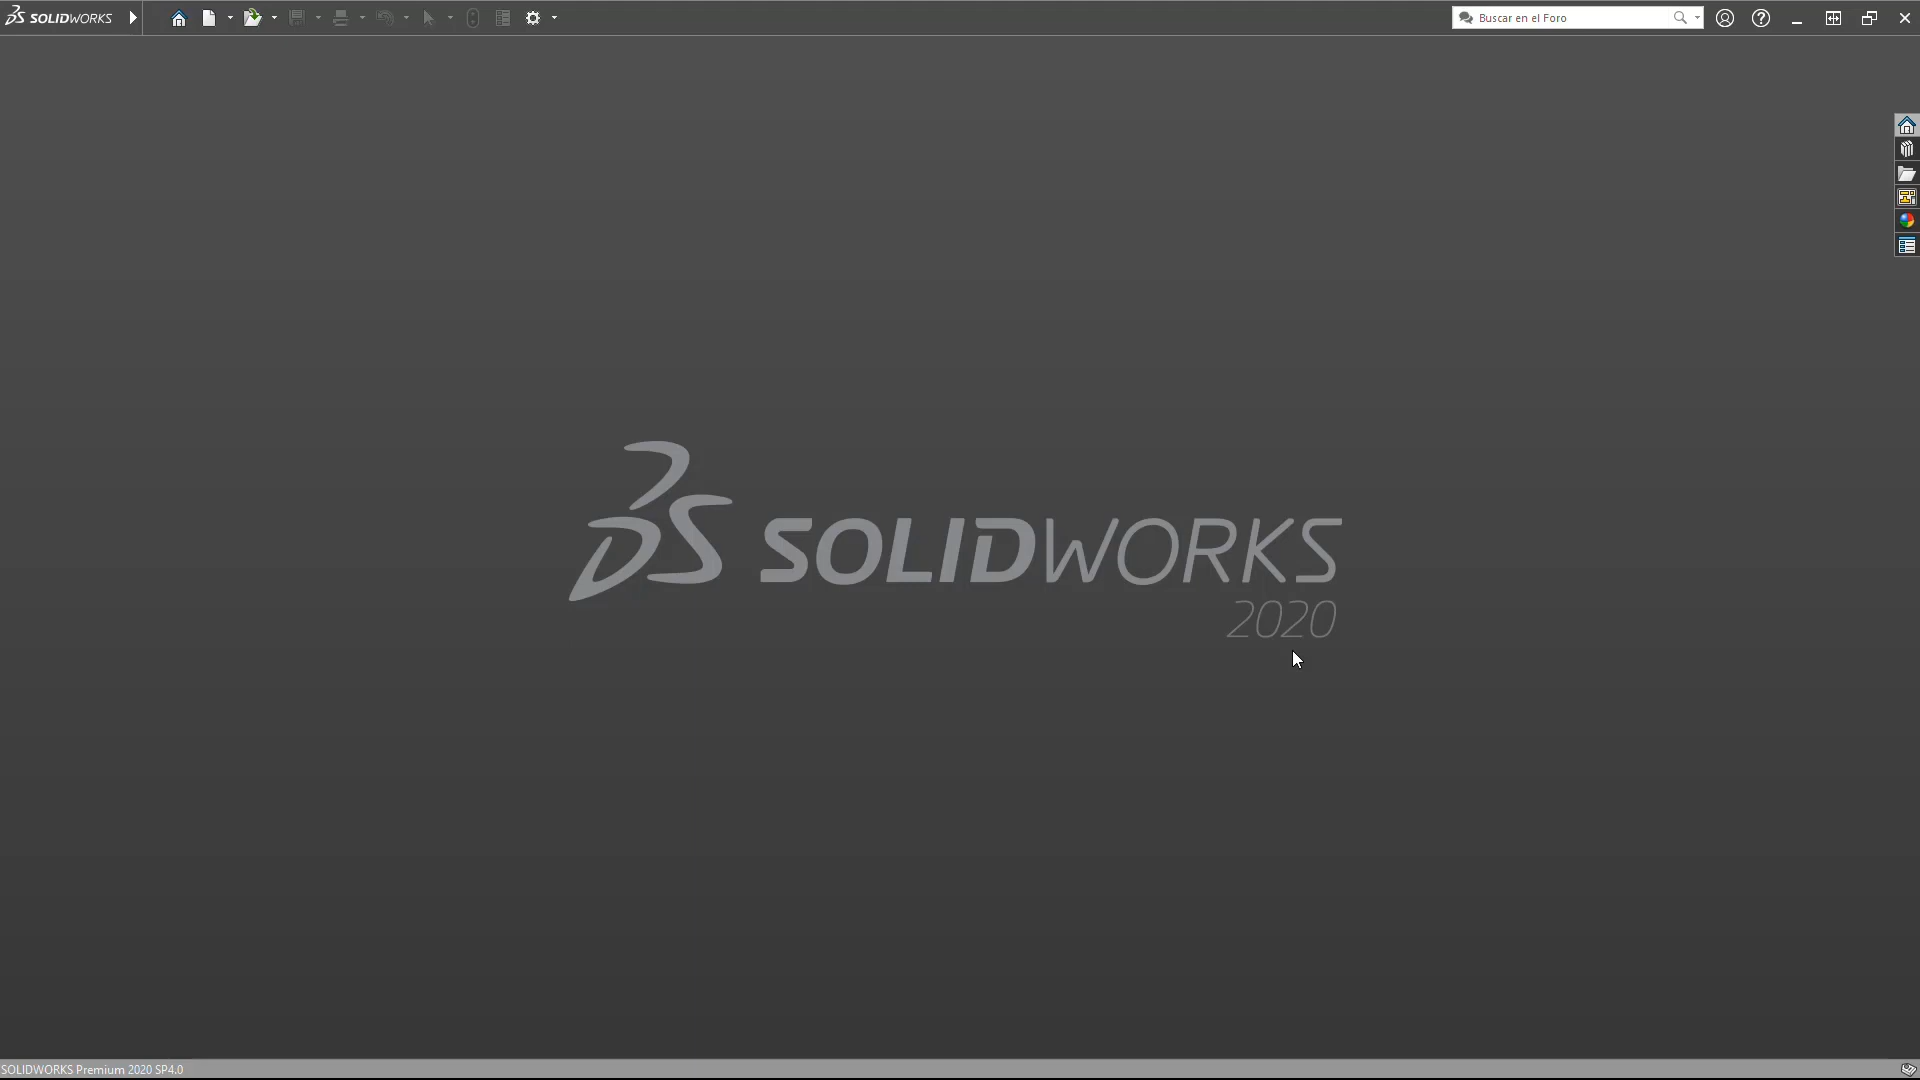 SOLIDWORKS
Buscar en el Foro
SOLIDWORKS
2020
SOLIDWORKS Premium 2020 SP4.0